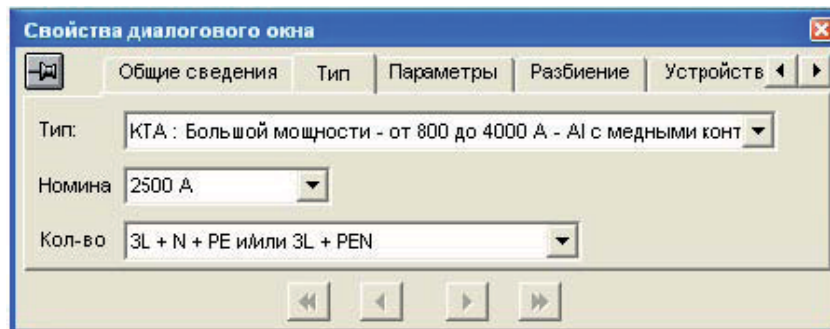 Свойства диалогового окна
Общие сведения Тип Параметры Разбиение Устройств
Тип: KTA : Большой мощности - от 800 до 4000 А - Al с медными конт
Номина 2500 А
Кол-во 3L + N + PE и/или 3L + PEN